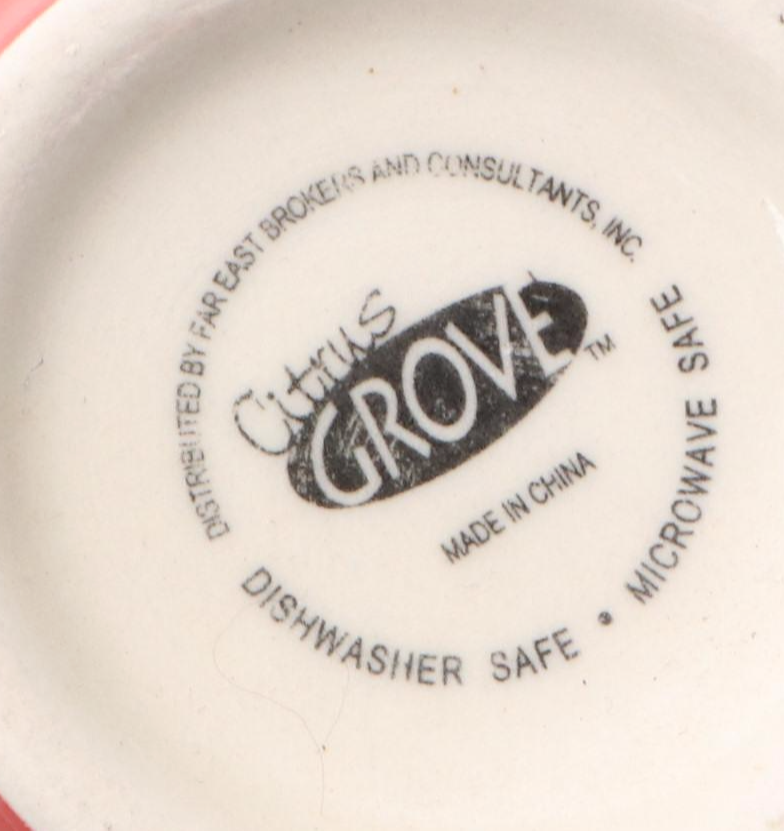 DISTRIBUTED BY FAR EAST BROKERS AND CONSULTANTS, INC.
Citrus
GROVE
TM
MADE IN CHINA
DISHWASHER SAFE • MICROWAVE SAFE